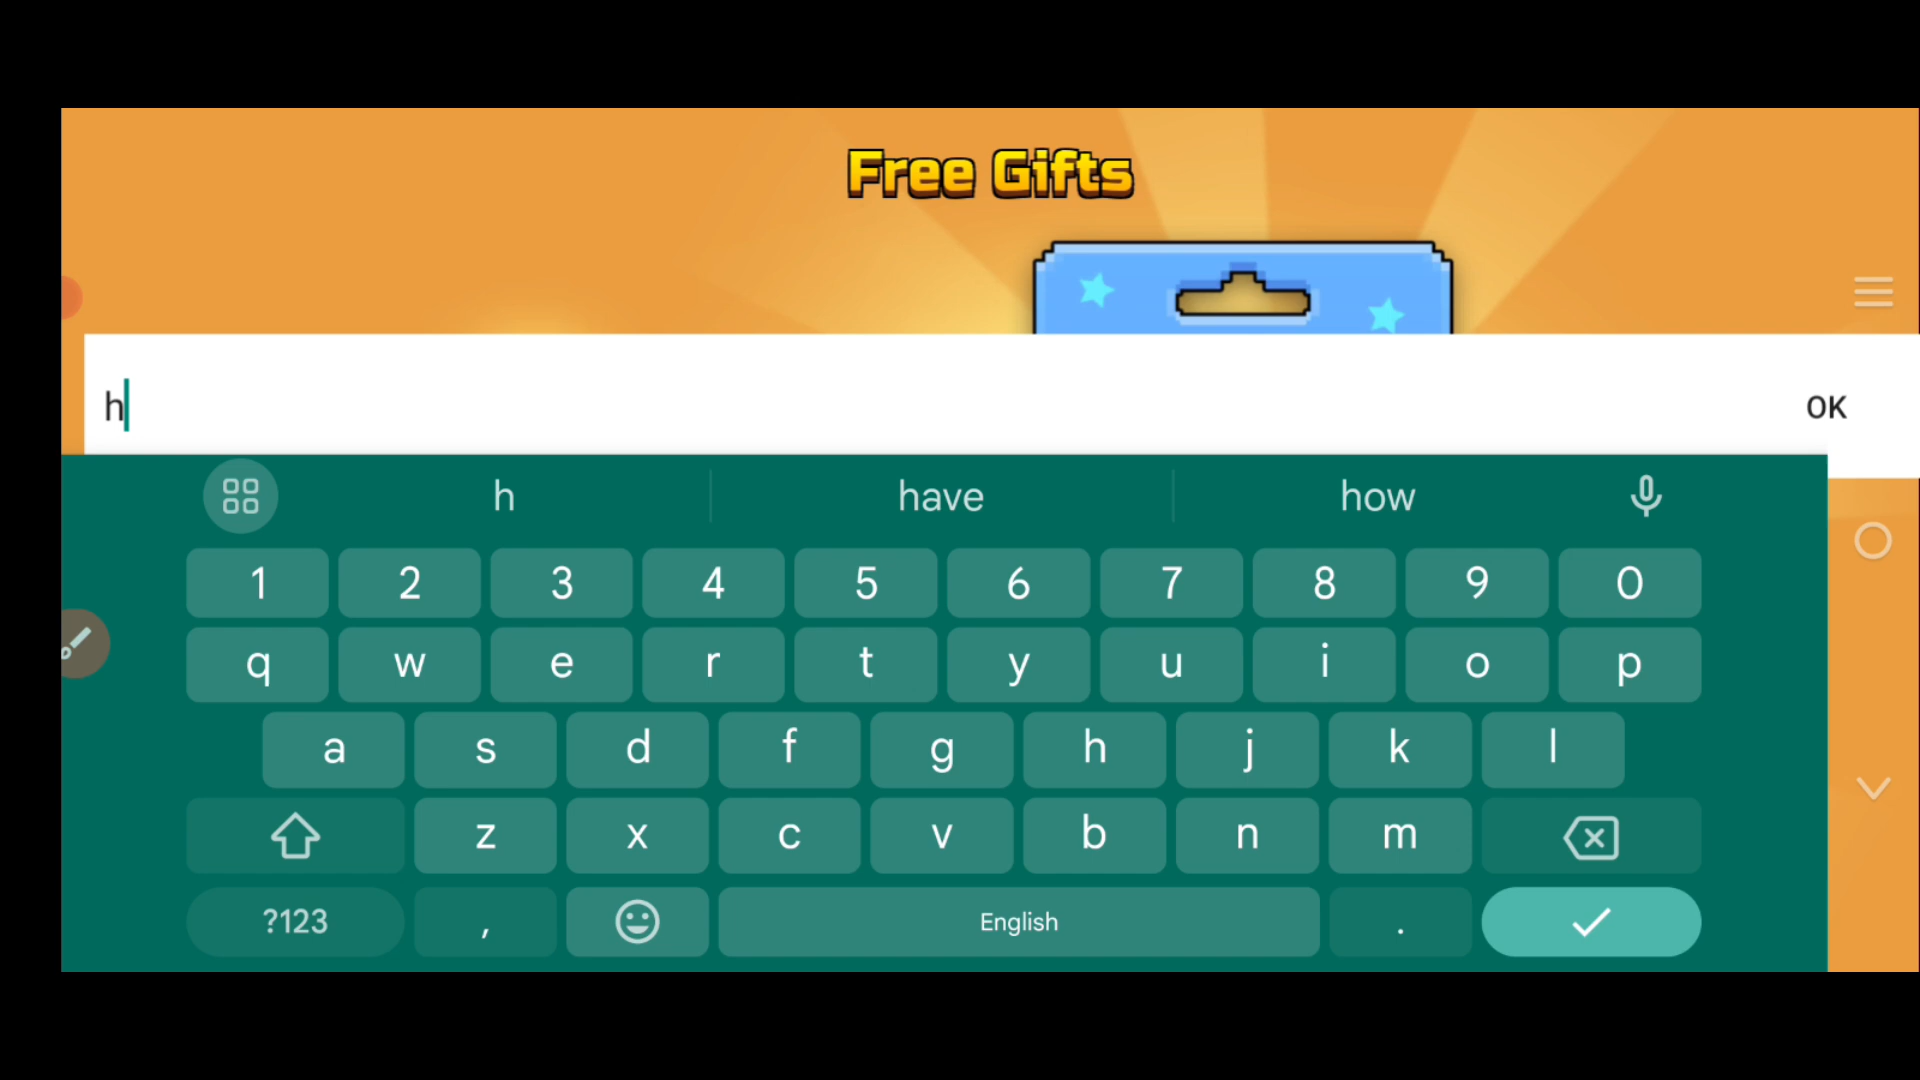 Free Gifts
h
OK
h have how
1 2 3 4 5 6 7 8 9 0
q w e r t y u i o p
a s d f g h j k l
z x c v b n m
?123 , English .